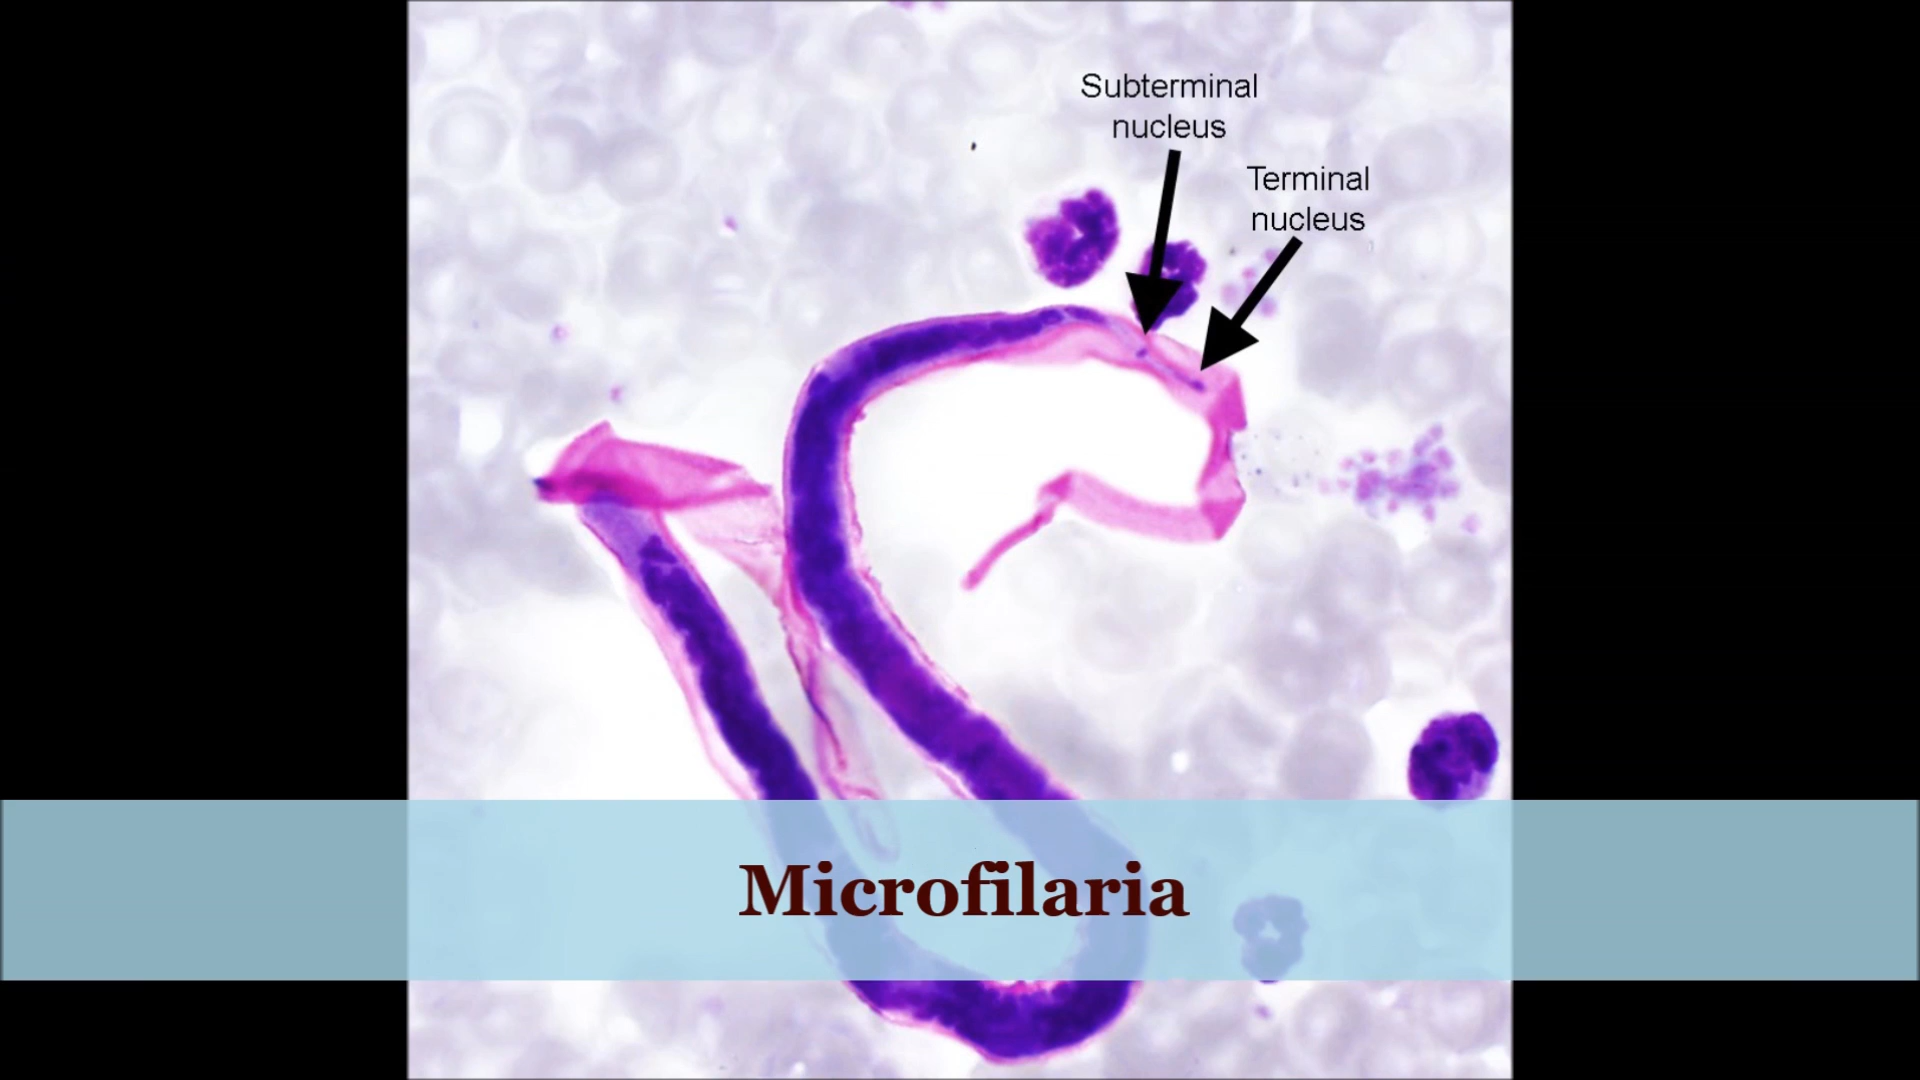 Subterminal
nucleus
Terminal
nucleus
Microfilaria